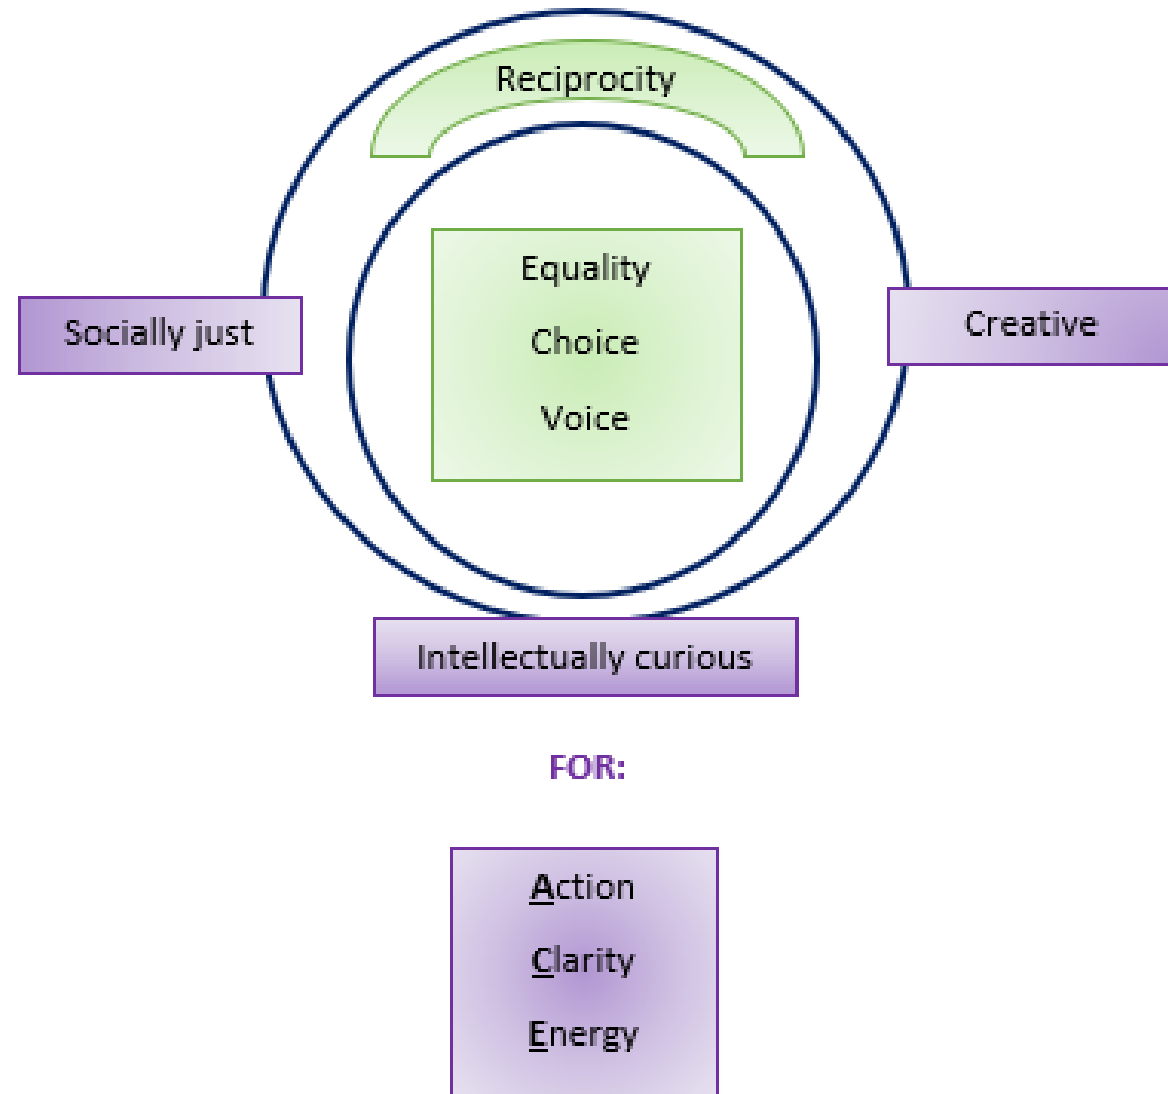 Reciprocity
Equality
Choice
Voice
Socially just
Creative
Intellectually curious
FOR:
Action
Clarity
Energy